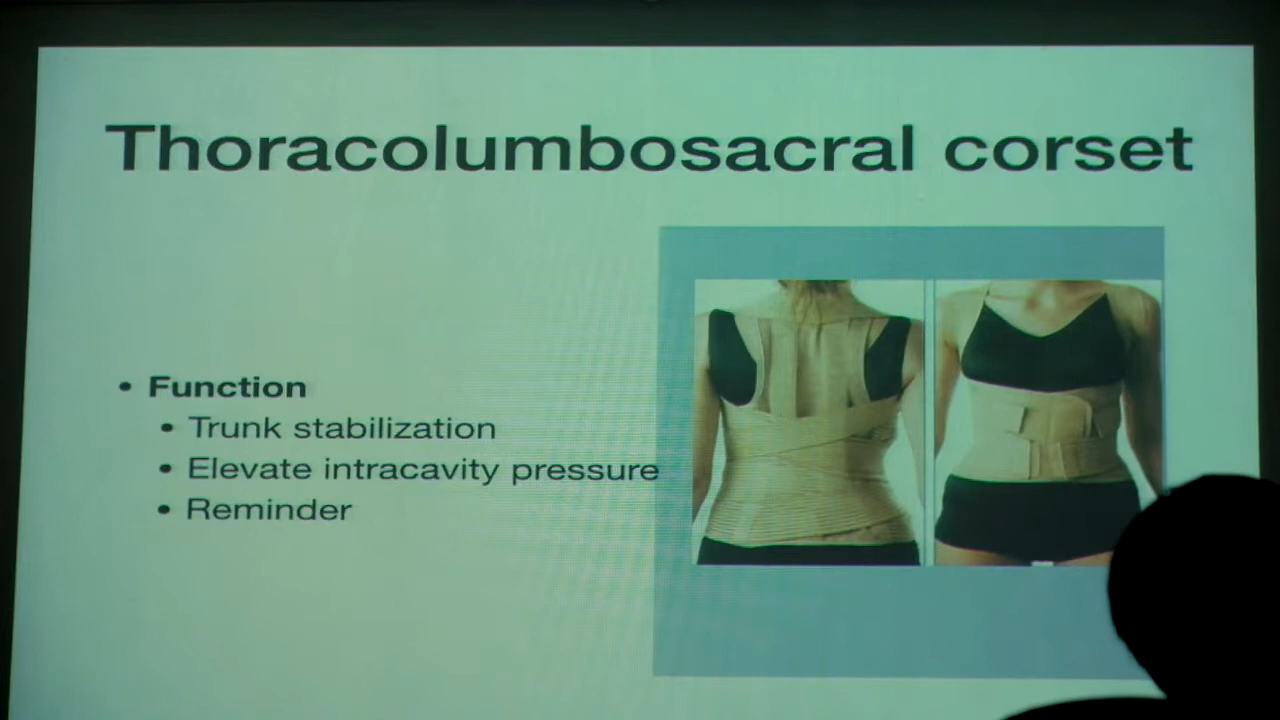 Thoracolumbosacral corset
• Function
• Trunk stabilization
• Elevate intracavity pressure
• Reminder